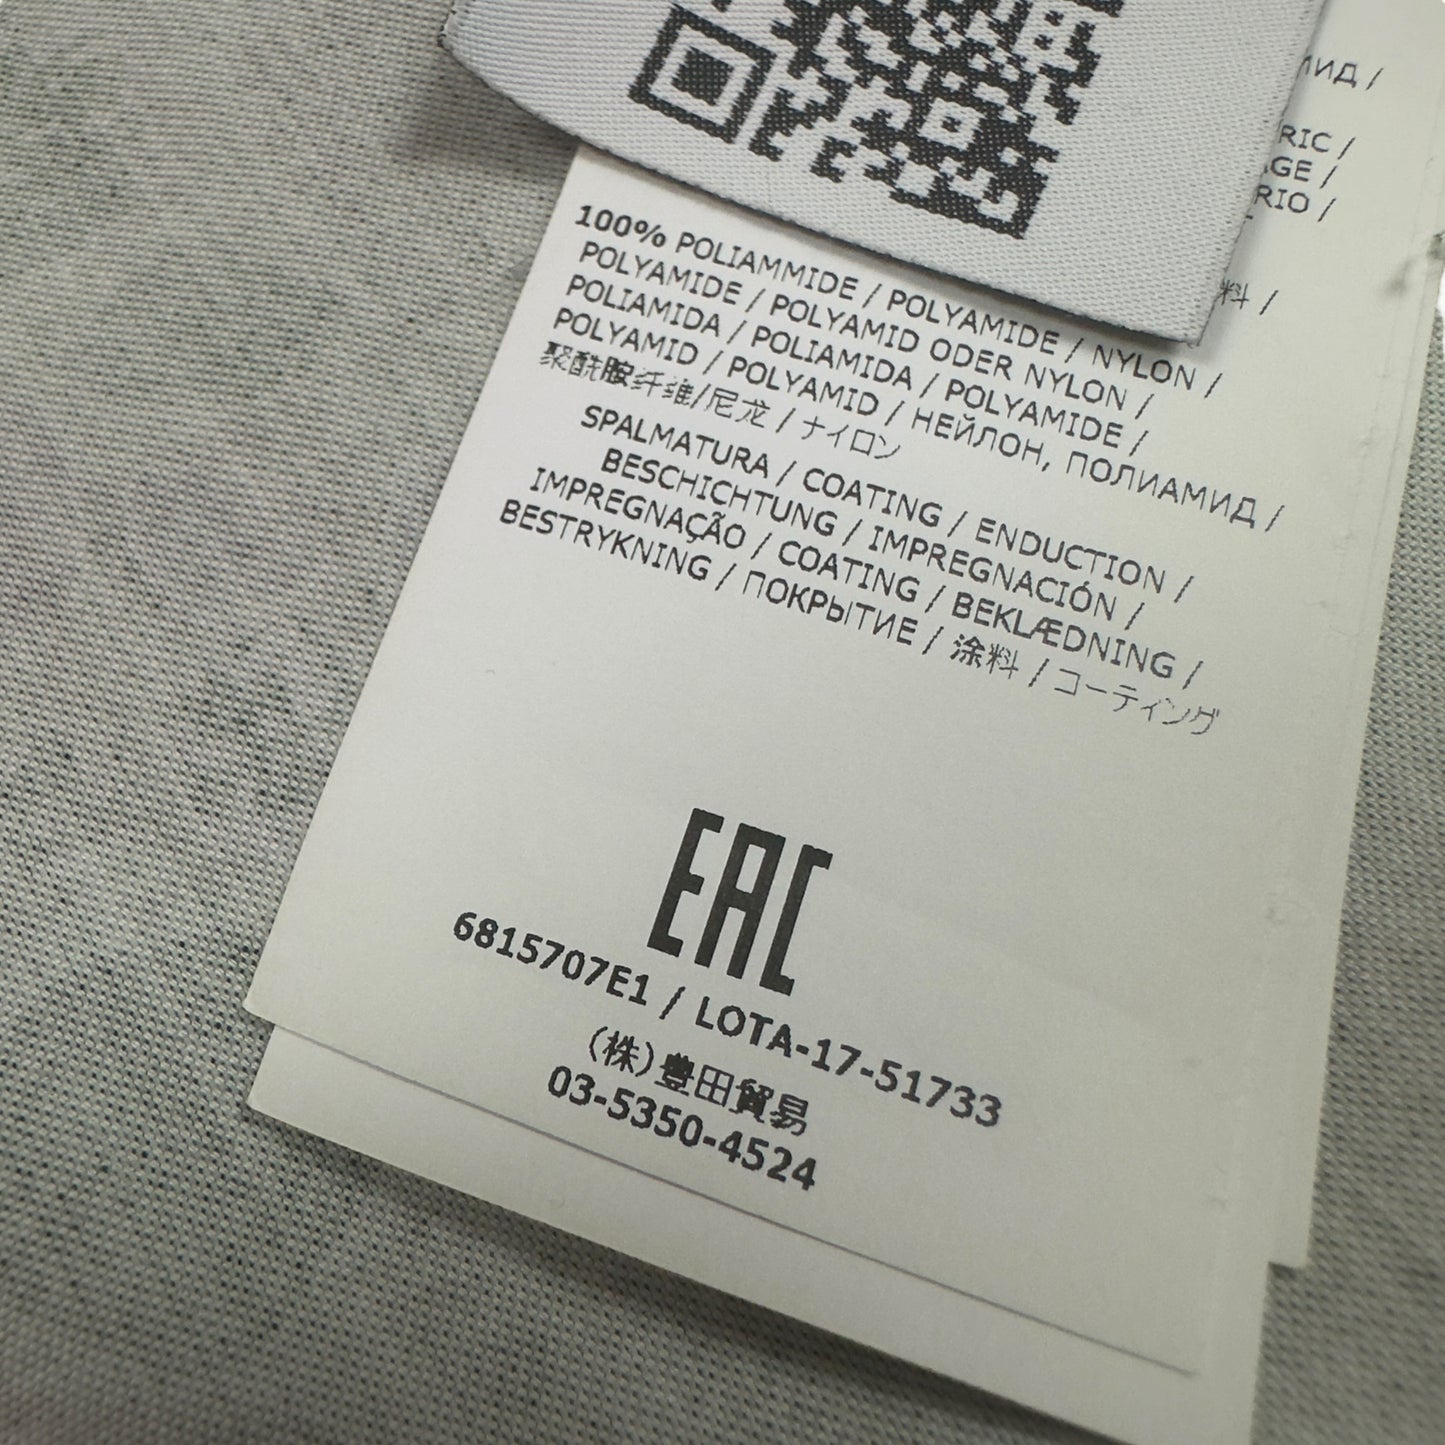 100% POLIAMMIDE / POLYAMIDE / NYLON /
POLYAMIDE / POLYAMID ODER NYLON /
POLIAMIDA / POLIAMIDA / POLYAMIDE /
POLYAMID / POLYAMID / НЕЙЛОН, ПОЛИАМИД /
聚酰胺纤维/尼龙 / ナイロン
SPALMATURA / COATING / ENDUCTION /
BESCHICHTUNG / IMPREGNACIÓN /
IMPREGNAÇÃO / COATING / BEKLÆDNING /
BESTRYKNING / ПОКРЫТИЕ / 涂料 / コーティング
EAC
6815707E1 / LOTA-17-51733
(株)豊田貿易
03-5350-4524